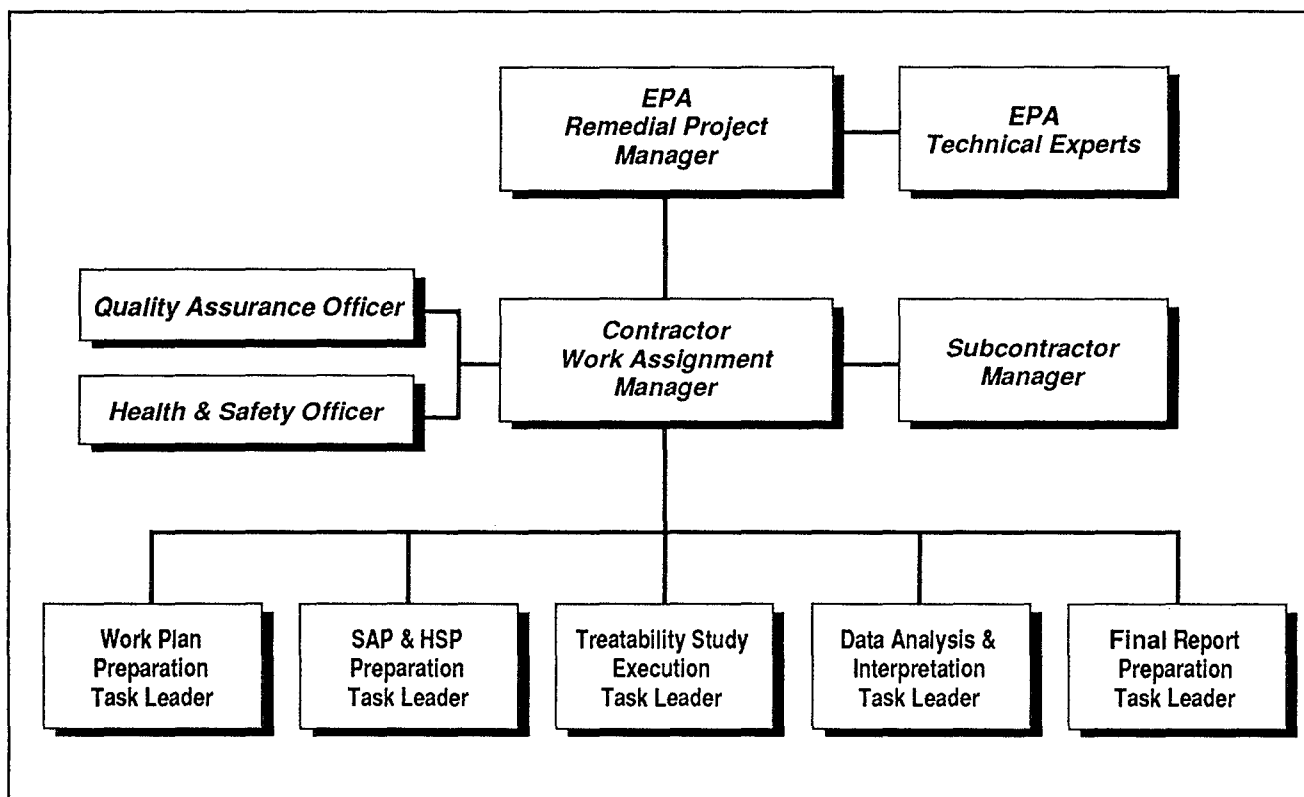 EPA
Remedial Project
Manager
EPA
Technical Experts
Quality Assurance Officer
Health & Safety Officer
Contractor
Work Assignment
Manager
Subcontractor
Manager
Work Plan
Preparation
Task Leader
SAP & HSP
Preparation
Task Leader
Treatability Study
Execution
Task Leader
Data Analysis &
Interpretation
Task Leader
Final Report
Preparation
Task Leader